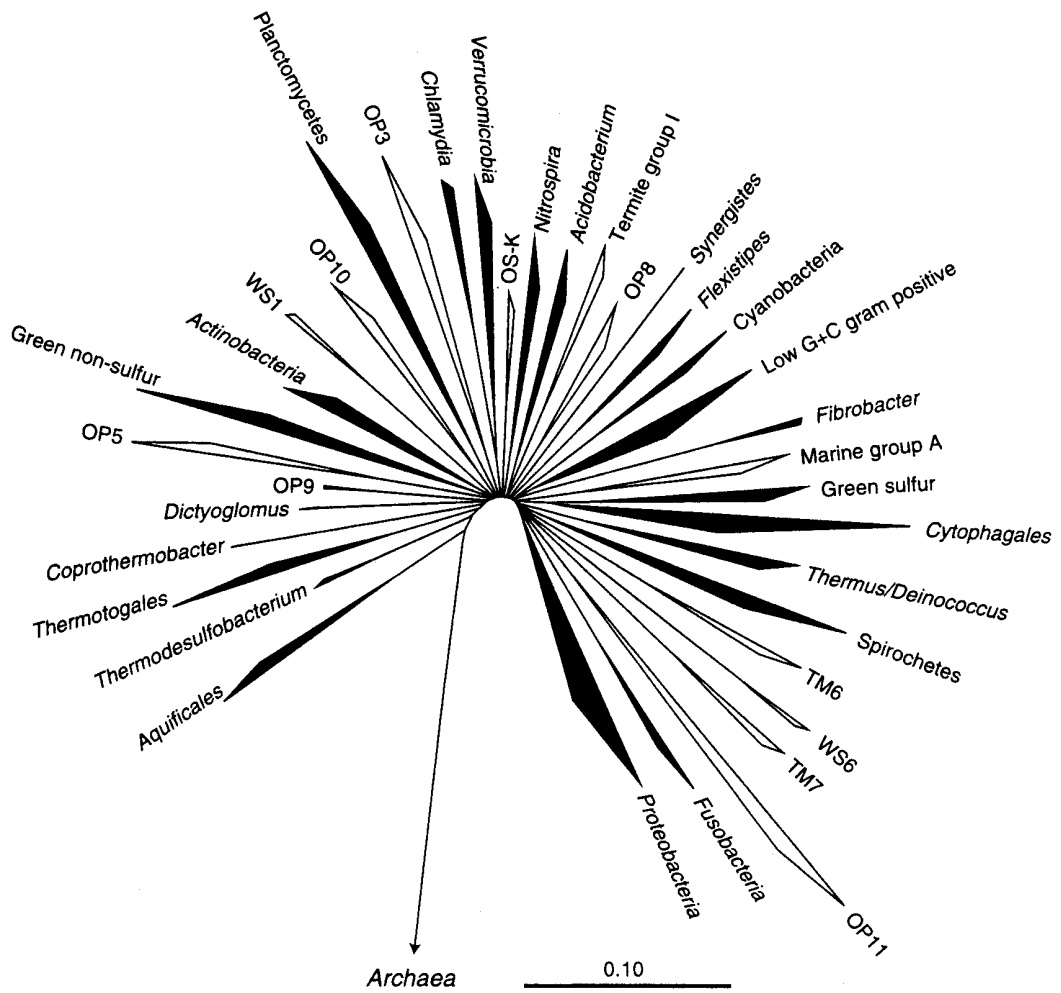 Planctomycetes
OP3
Chlamydia
Verrucomicrobia
OS-K
Nitrospira
Acidobacterium
Termite group I
OP8
Synergistes
Flexistipes
Cyanobacteria
Low G+C gram positive
Fibrobacter
Marine group A
Green sulfur
Cytophagales
Thermus/Deinococcus
Spirochetes
TM6
WS6
TM7
OP11
Fusobacteria
Proteobacteria
Archaea
Aquificales
Thermodesulfobacterium
Thermotogales
Coprothermobacter
Dictyoglomus
OP9
OP5
Green non-sulfur
Actinobacteria
WS1
OP10
0.10